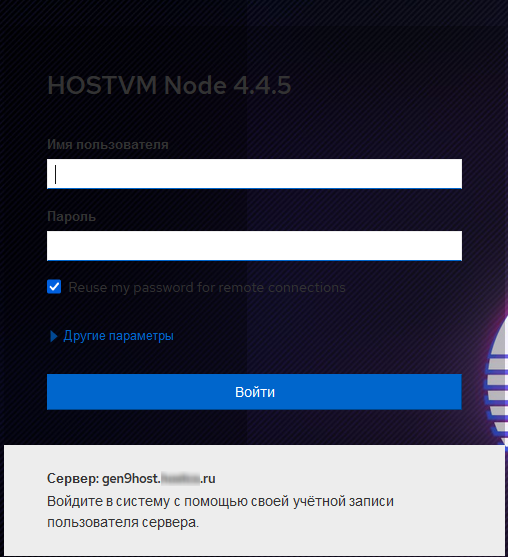 HOSTVM Node 4.4.5
Имя пользователя
Пароль
Reuse my password for remote connections
Другие параметры
Войти
Сервер: gen9host. .ru
Войдите в систему с помощью своей учётной записи
пользователя сервера.